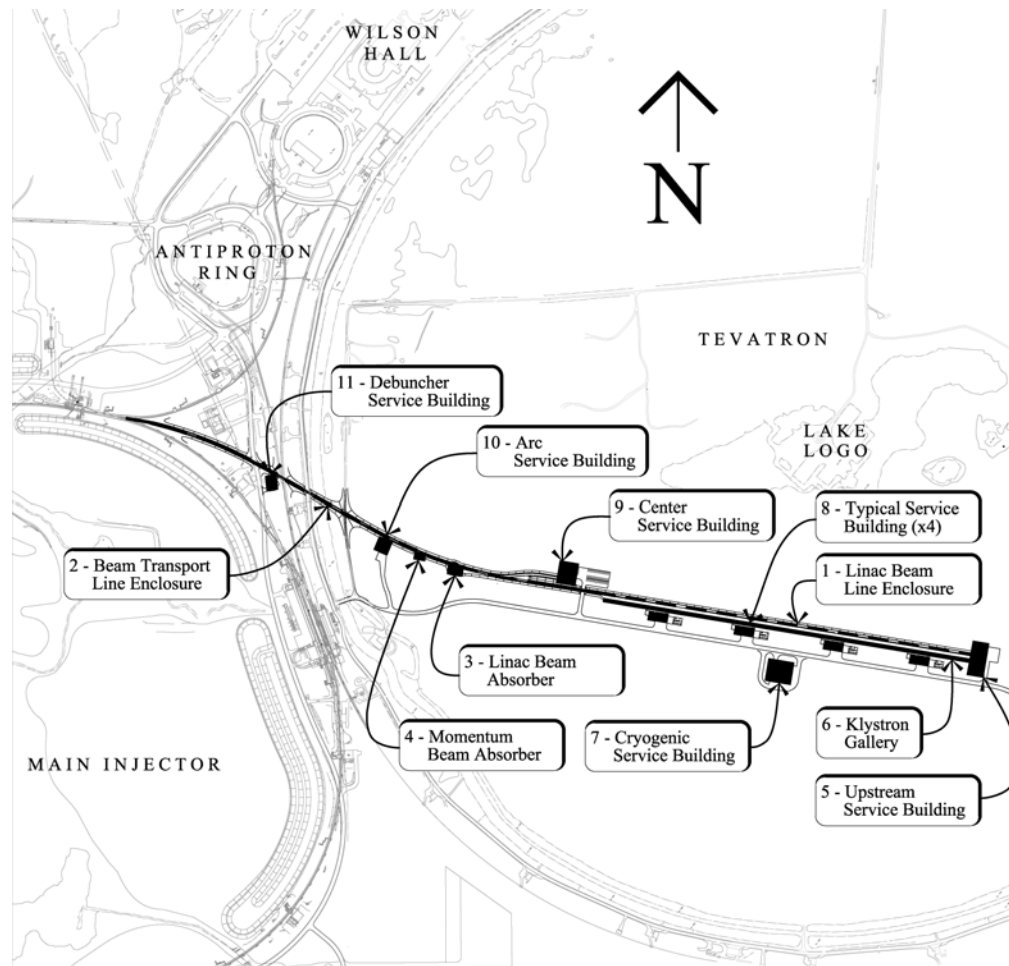 WILSON
HALL
N
ANTIPROTON
RING
TEVATRON
11 - Debuncher
Service Building
10 - Arc
Service Building
LAKE
LOGO
9 - Center
Service Building
8 - Typical Service
Building (x4)
2 - Beam Transport
Line Enclosure
1 - Linac Beam
Line Enclosure
3 - Linac Beam
Absorber
4 - Momentum
Beam Absorber
7 - Cryogenic
Service Building
6 - Klystron
Gallery
MAIN INJECTOR
5 - Upstream
Service Building